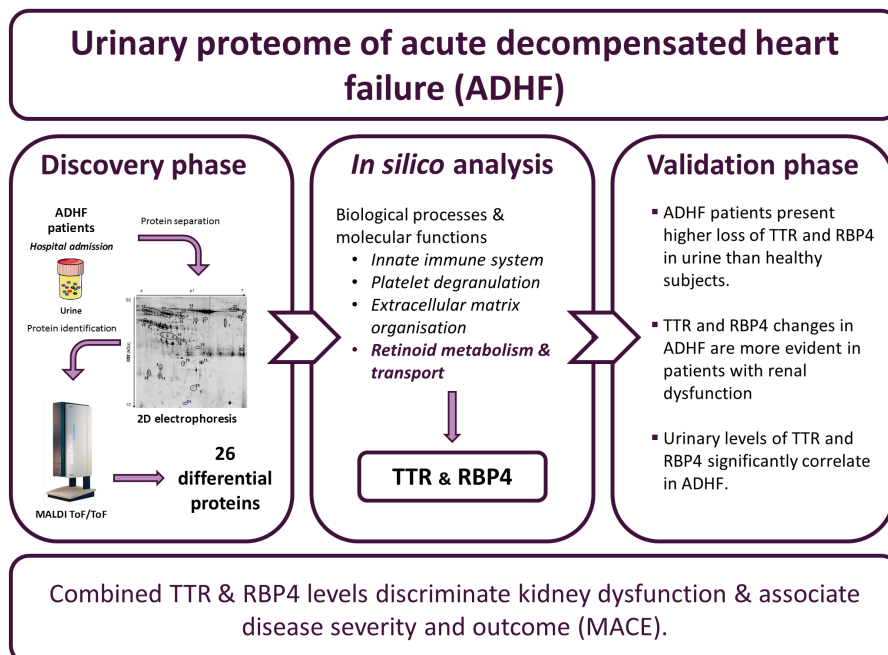 Urinary proteome of acute decompensated heart
failure (ADHF)
Discovery phase
ADHF
patients
Hospital admission
Urine
Protein separation
Protein identification
2D electrophoresis
MALDI ToF/ToF
26
differential
proteins
In silico analysis
Biological processes &
molecular functions
• Innate immune system
• Platelet degranulation
• Extracellular matrix
organisation
• Retinoid metabolism &
transport
TTR & RBP4
Validation phase
▪ ADHF patients present
higher loss of TTR and RBP4
in urine than healthy
subjects.
▪ TTR and RBP4 changes in
ADHF are more evident in
patients with renal
dysfunction
▪ Urinary levels of TTR and
RBP4 significantly correlate
in ADHF.
Combined TTR & RBP4 levels discriminate kidney dysfunction & associate
disease severity and outcome (MACE).